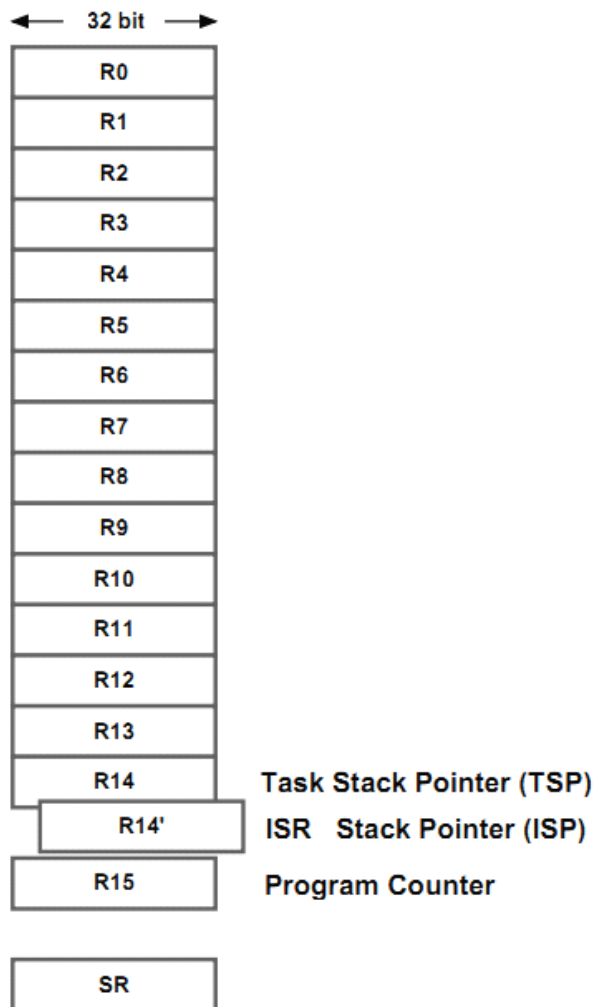 32 bit
R0
R1
R2
R3
R4
R5
R6
R7
R8
R9
R10
R11
R12
R13
R14 Task Stack Pointer (TSP)
R14' ISR Stack Pointer (ISP)
R15 Program Counter
SR